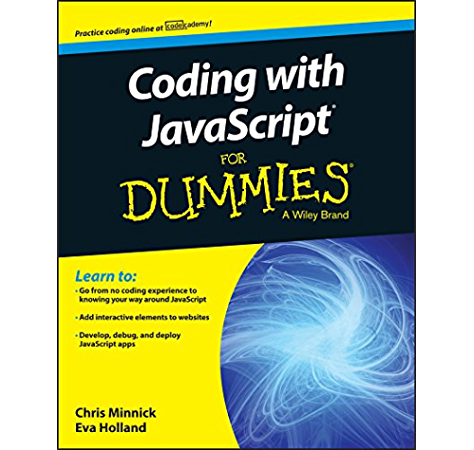 Practice coding online at codecademy!
Coding with
JavaScript®
FOR
DUMMIES®
A Wiley Brand
Learn to:
• Go from no coding experience to
knowing your way around JavaScript
• Add interactive elements to websites
• Develop, debug, and deploy
JavaScript apps
Chris Minnick
Eva Holland